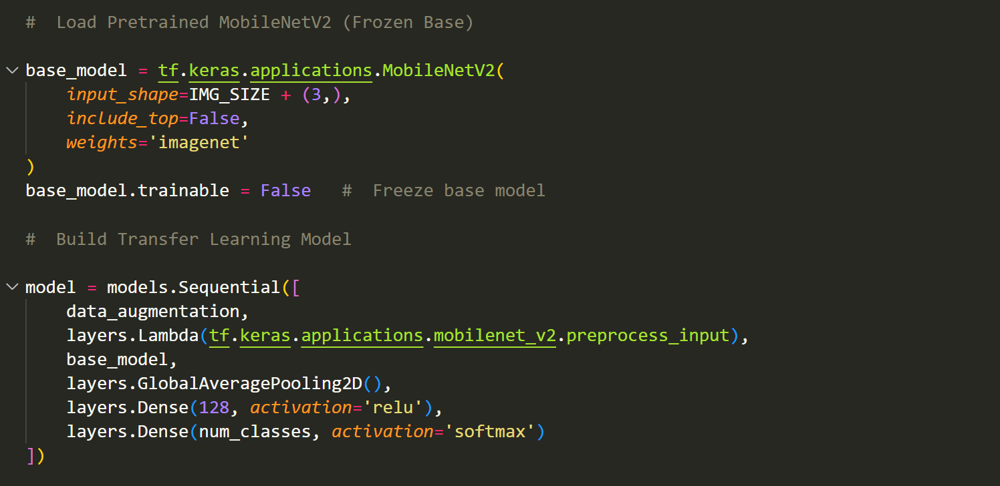 #  Load Pretrained MobileNetV2 (Frozen Base)
base_model = tf.keras.applications.MobileNetV2(
    input_shape=IMG_SIZE + (3,),
    include_top=False,
    weights='imagenet'
)
base_model.trainable = False   #  Freeze base model
#  Build Transfer Learning Model
model = models.Sequential([
    data_augmentation,
    layers.Lambda(tf.keras.applications.mobilenet_v2.preprocess_input),
    base_model,
    layers.GlobalAveragePooling2D(),
    layers.Dense(128, activation='relu'),
    layers.Dense(num_classes, activation='softmax')
])